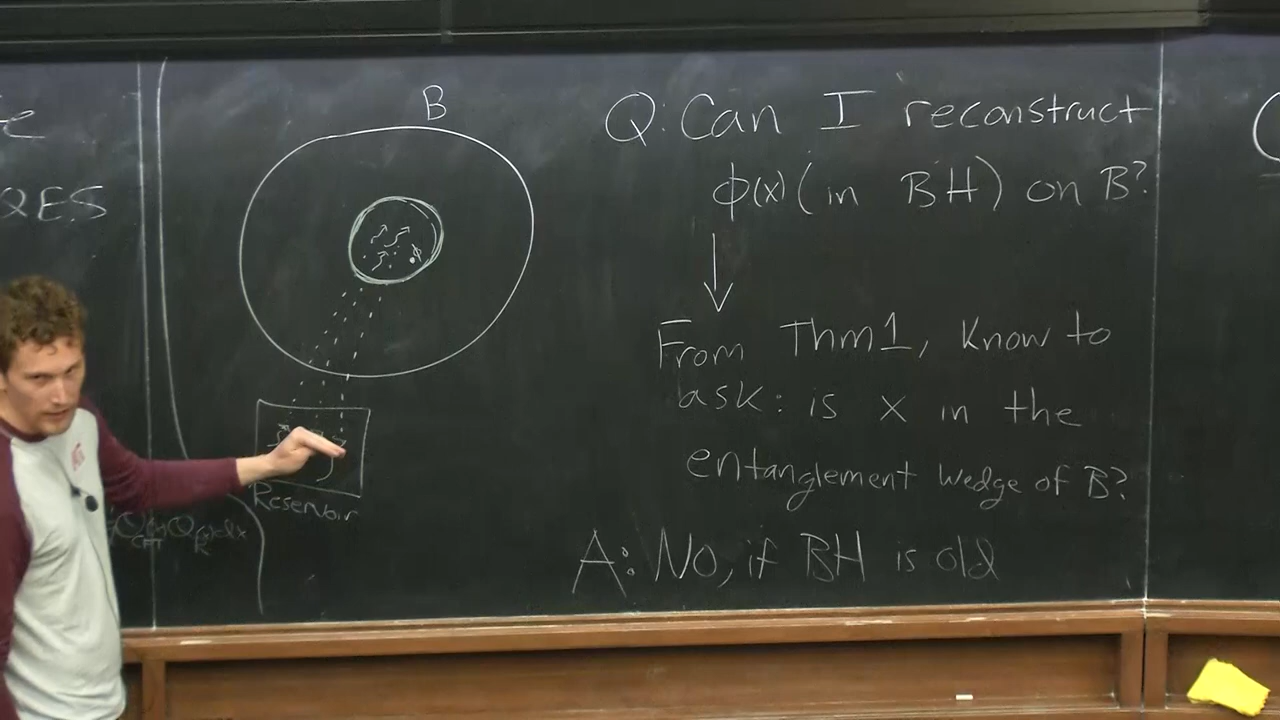 QES
B
Reservoir
Q: Can I reconstruct
φ(x) (in BH) on B?
From Thm 1, Know to
ask: is x in the
entanglement wedge of B?
A: No, if BH is old